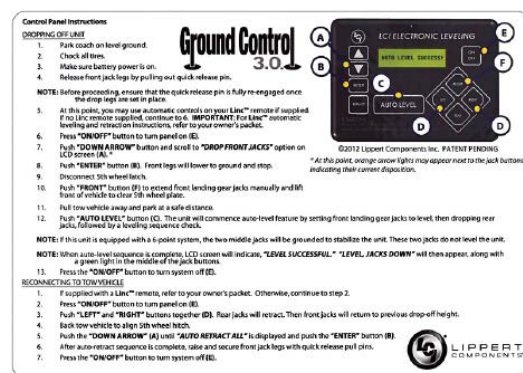 Control Panel Instructions
DROPPING OFF UNIT
1. Park coach on level ground.
2. Chock all tires.
3. Make sure battery power is on.
4. Release front jack legs by pulling out quick release pin.
Ground Control
3.0
NOTE: Before proceeding, ensure that the quick release pin is fully re-engaged once
the drop legs are set in place.
5. At this point, you may use automatic controls on your Linc™ remote if supplied.
If no Linc remote supplied, continue to 6. IMPORTANT: For Linc™ automatic
leveling and retraction instructions, refer to your owner's packet.
6. Press "ON/OFF" button to turn panel on (E).
7. Push "DOWN ARROW" button and scroll to "DROP FRONT JACKS" option on
LCD screen (A). *
8. Push "ENTER" button (B). Front legs will lower to ground and stop.
9. Disconnect 5th wheel latch.
10. Push "FRONT" button (F) to extend front landing gear jacks manually and lift
front of vehicle to clear 5th wheel plate.
11. Pull tow vehicle away and park at a safe distance.
12. Push "AUTO LEVEL" button (C). The unit will commence auto-level feature by setting front landing gear jacks to level, then dropping rear
jacks, followed by a leveling sequence check.
A
B
C
D
D
E
F
LCI ELECTRONIC LEVELING
AUTO LEVEL
©2012 Lippert Components Inc. PATENT PENDING
* At this point, orange arrow lights may appear next to the jack buttons
indicating their current disposition.
NOTE: If this unit is equipped with a 6-point system, the two middle jacks will be grounded to stabilize the unit. These two jacks do not level the unit.
NOTE: When auto-level sequence is complete, LCD screen will indicate, "LEVEL SUCCESSFUL." "LEVEL, JACKS DOWN" will then appear, along with
a green light in the middle of the jack buttons.
13. Press the "ON/OFF" button to turn system off (E).
RECONNECTING TO TOW VEHICLE
1. If supplied with a Linc™ remote, refer to your owner's packet. Otherwise, continue to step 2.
2. Press "ON/OFF" button to turn panel on (E).
3. Push "LEFT" and "RIGHT" buttons together (D). Rear jacks will retract. Then front jacks will return to previous drop-off height.
4. Back tow vehicle to align 5th wheel hitch.
5. Push the "DOWN ARROW" (A) until "AUTO RETRACT ALL" is displayed and push the "ENTER" button (B).
6. After auto-retract sequence is complete, raise and secure front jack legs with quick release pull pins.
7. Press the "ON/OFF" button to turn system off (E).
LIPPERT
COMPONENTS